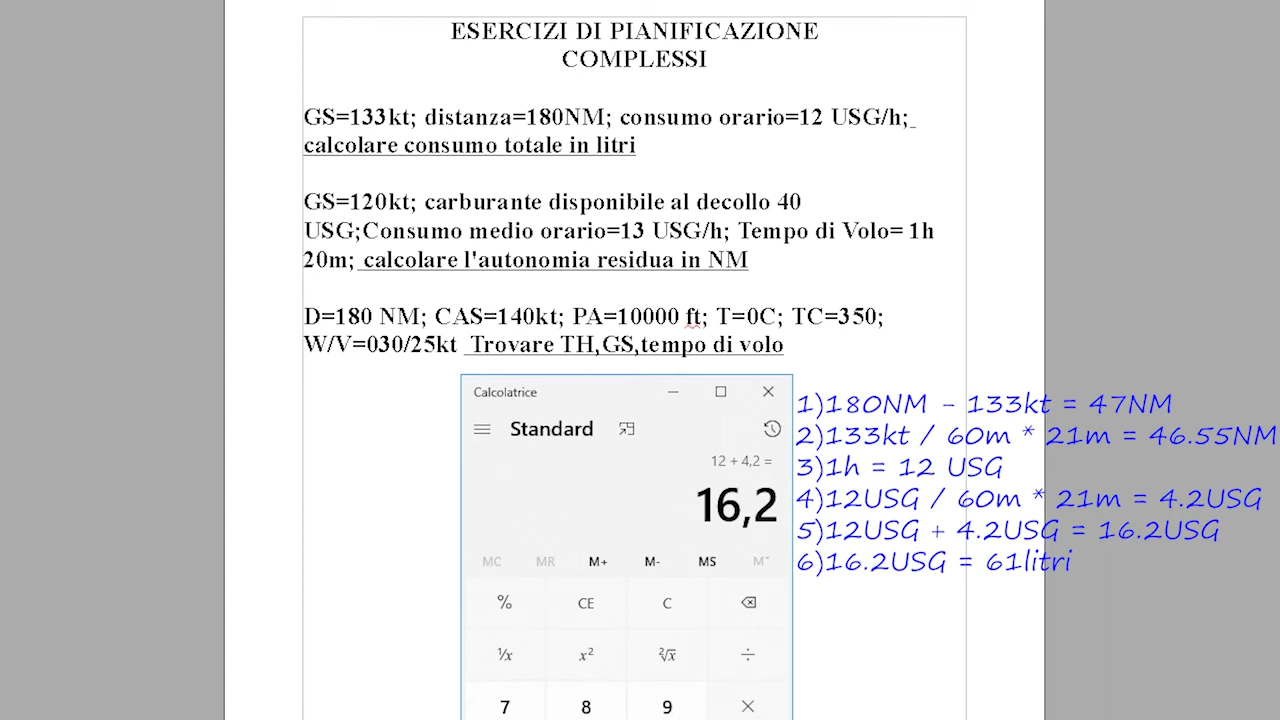 ESERCIZI DI PIANIFICAZIONE
COMPLESSI
GS=133kt; distanza=180NM; consumo orario=12 USG/h;
calcolare consumo totale in litri
GS=120kt; carburante disponibile al decollo 40
USG;Consumo medio orario=13 USG/h; Tempo di Volo= 1h
20m; calcolare l'autonomia residua in NM
D=180 NM; CAS=140kt; PA=10000 ft; T=0C; TC=350;
W/V=030/25kt Trovare TH,GS,tempo di volo
Calcolatrice
Standard
12 + 4,2 =
16,2
MC MR M+ M- MS M˅
% CE C
¹/x x² ²√x ÷
7 8 9 ×
1)180NM - 133kt = 47NM
2)133kt / 60m * 21m = 46.55NM
3)1h = 12 USG
4)12USG / 60m * 21m = 4.2USG
5)12USG + 4.2USG = 16.2USG
6)16.2USG = 61litri